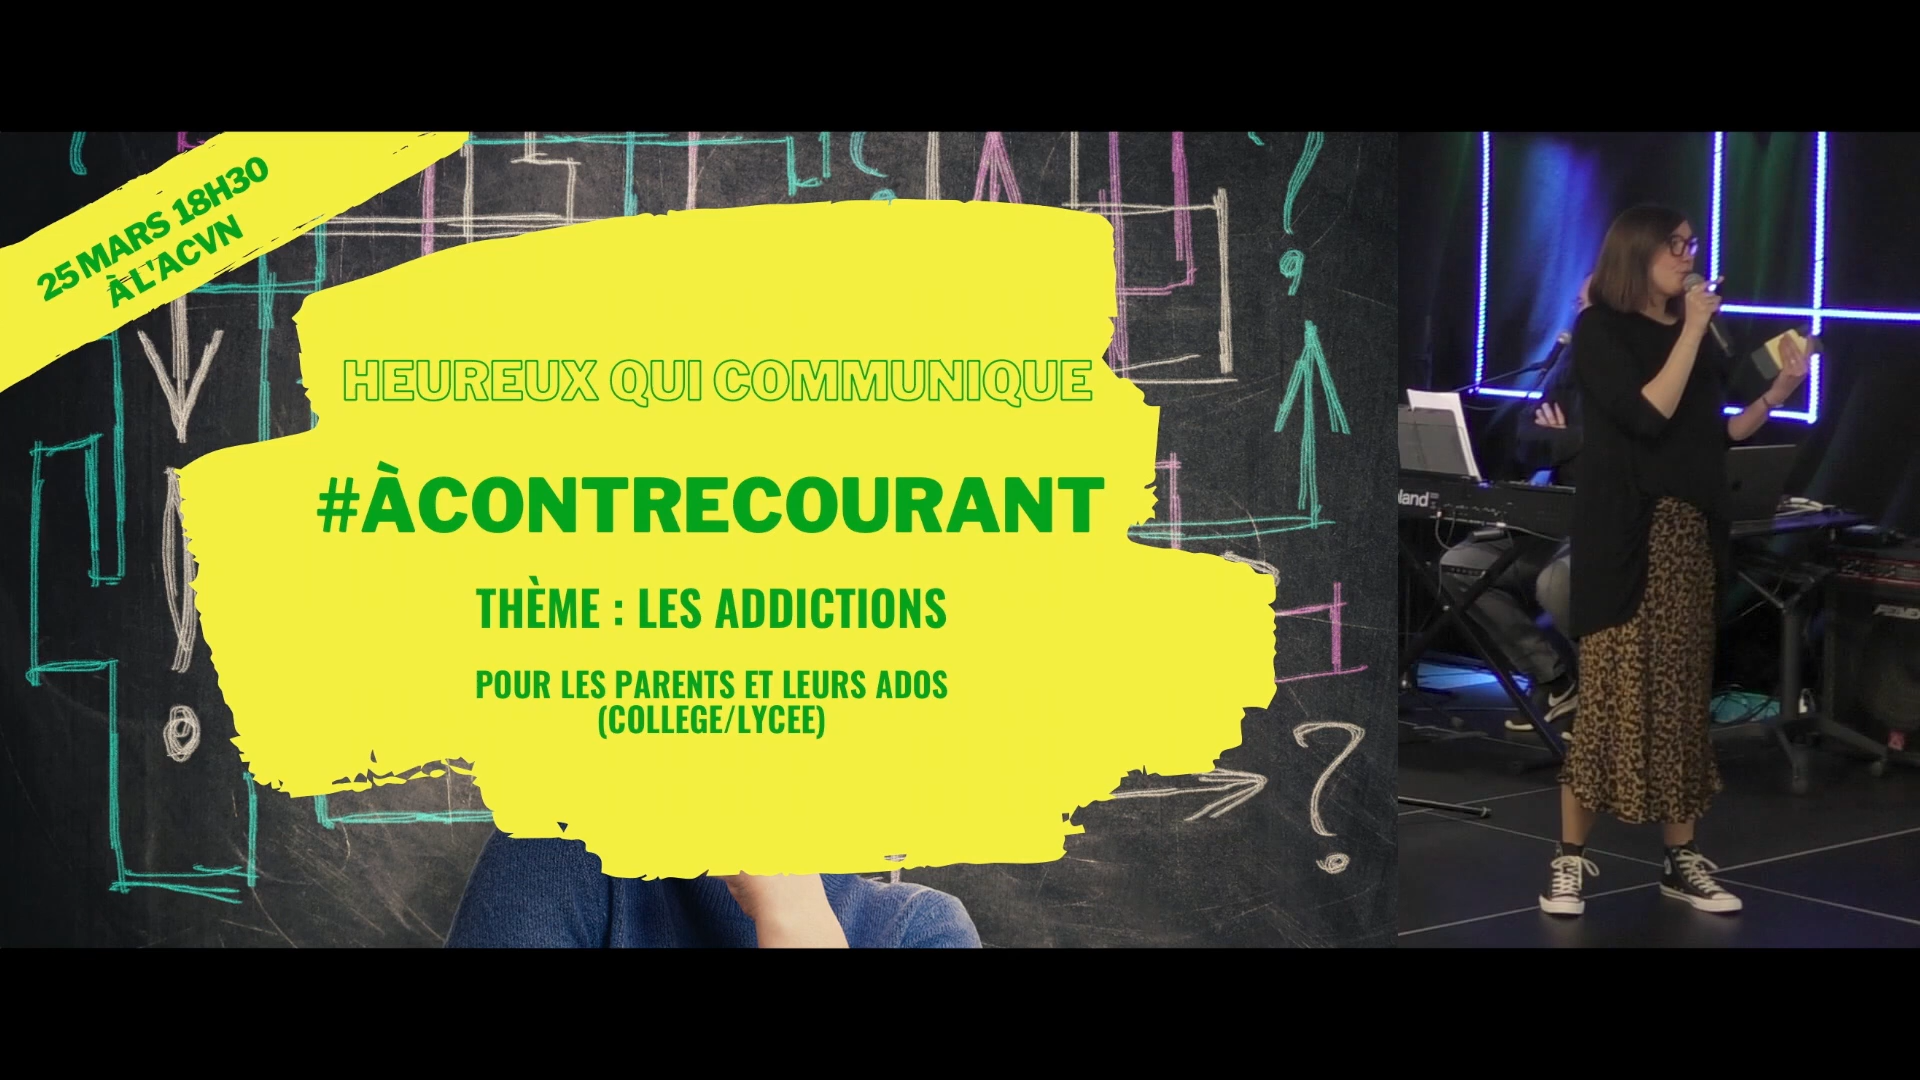 25 MARS 18H30
À L'ACVN
HEUREUX QUI COMMUNIQUE
#ÀCONTRECOURANT
THÈME : LES ADDICTIONS
POUR LES PARENTS ET LEURS ADOS
(COLLEGE/LYCEE)